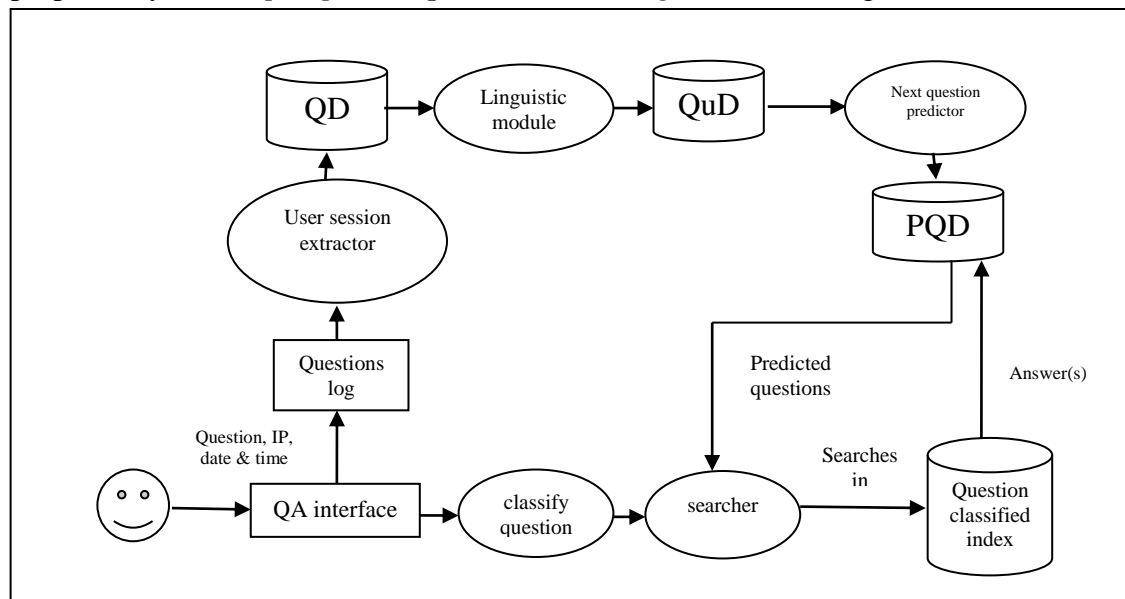 QD
Linguistic
module
QuD
Next question
predictor
User session
extractor
PQD
Questions
log
Predicted
questions
Answer(s)
Question, IP,
date & time
QA interface
classify
question
searcher
Searches
in
Question
classified
index